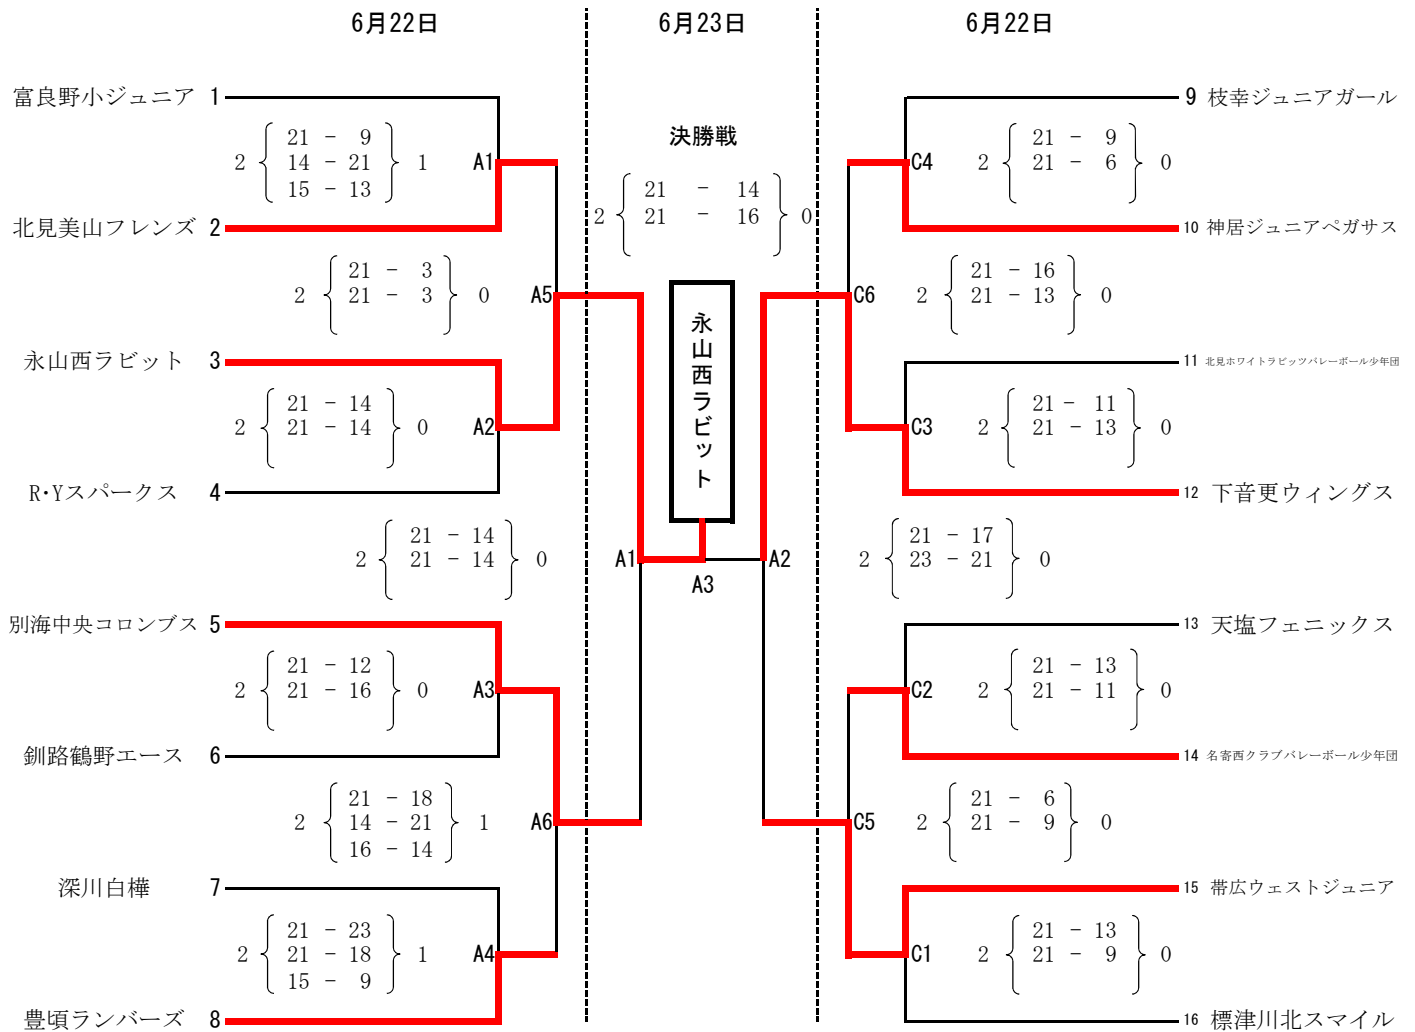 6月22日
6月23日
6月22日
富良野小ジュニア 1
2 21 - 9 1
14 - 21
15 - 13
A1
北見美山フレンズ 2
2 21 - 3 0
21 - 3
A5
永山西ラビット 3
2 21 - 14 0
21 - 14
A2
R・Yスパークス 4
2 21 - 14 0
21 - 14
A1
別海中央コロンブス 5
2 21 - 12 0
21 - 16
A3
釧路鶴野エース 6
2 21 - 18 1
14 - 21
16 - 14
A6
深川白樺 7
2 21 - 23 1
21 - 18
15 - 9
A4
豊頃ランバーズ 8
決勝戦
2 21 - 14 0
21 - 16
永山西ラビット
A3
9 枝幸ジュニアガール
C4
2 21 - 9 0
21 - 6
10 神居ジュニアペガサス
C6
2 21 - 16 0
21 - 13
11 北見ホワイトラビッツバレーボール少年団
C3
2 21 - 11 0
21 - 13
12 下音更ウィングス
A2
2 21 - 17 0
23 - 21
13 天塩フェニックス
C2
2 21 - 13 0
21 - 11
14 名寄西クラブバレーボール少年団
C5
2 21 - 6 0
21 - 9
15 帯広ウェストジュニア
C1
2 21 - 13 0
21 - 9
16 標津川北スマイル